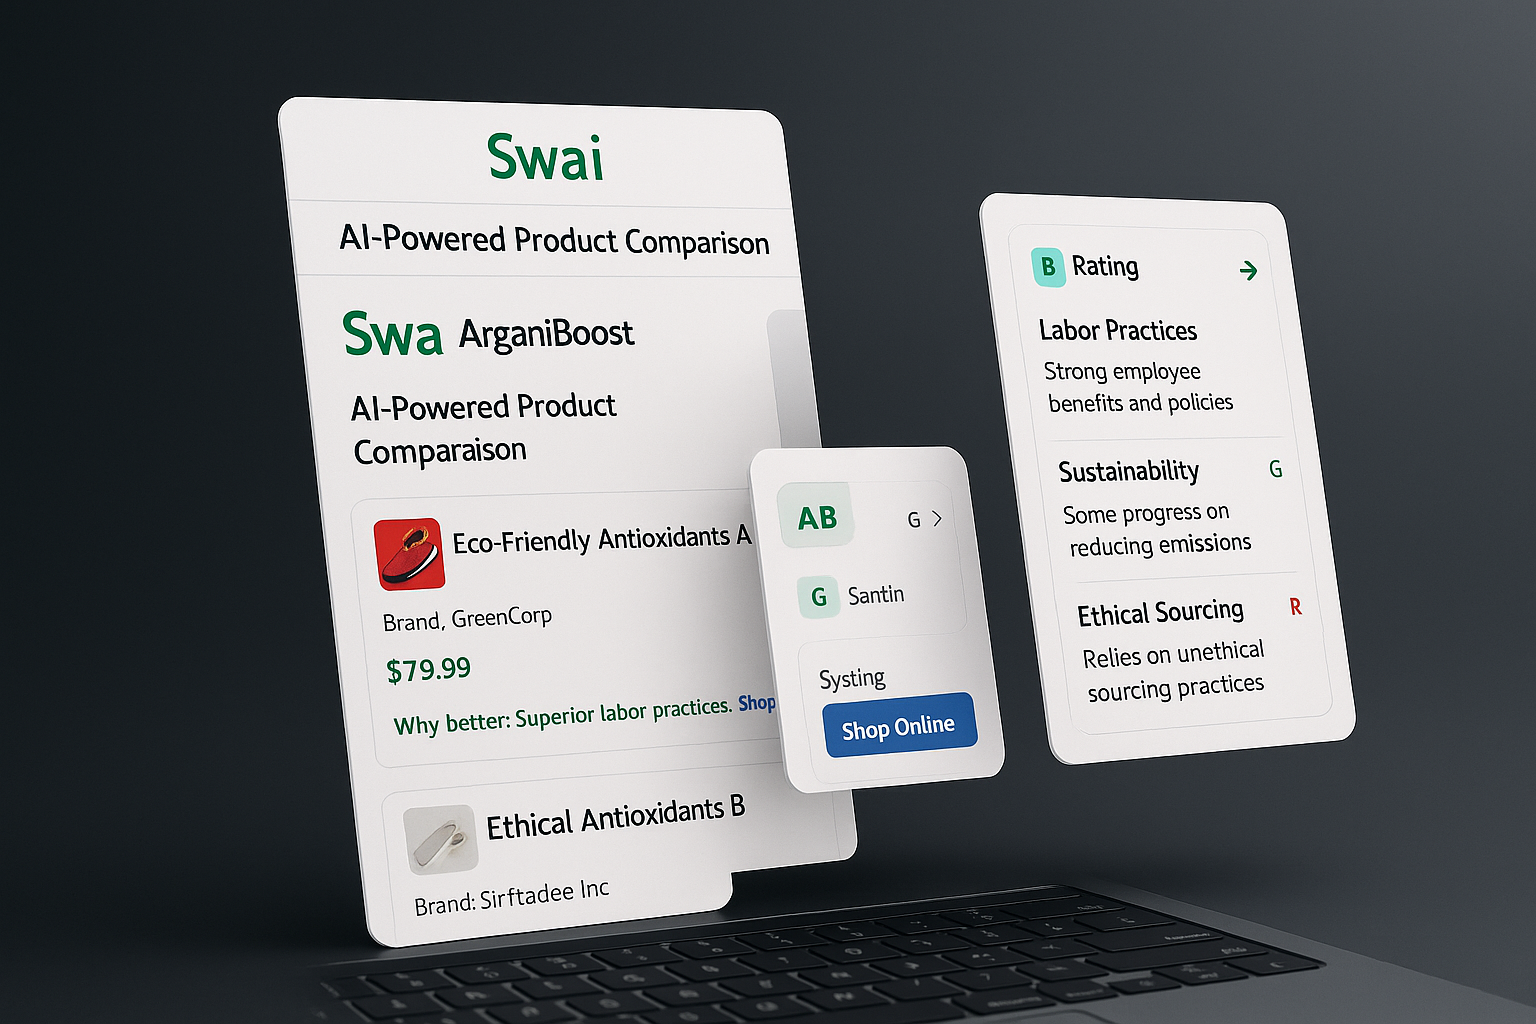 Swai
AI-Powered Product Comparison
Swa ArganiBoost
AI-Powered Product
Comparaison
Eco-Friendly Antioxidants A
Brand, GreenCorp
$79.99
Why better: Superior labor practices. Shop
Ethical Antioxidants B
Brand: Sirftadee Inc
AB G
G Santin
Systing
Shop Online
B Rating
Labor Practices
Strong employee
benefits and policies
Sustainability G
Some progress on
reducing emissions
Ethical Sourcing R
Relies on unethical
sourcing practices